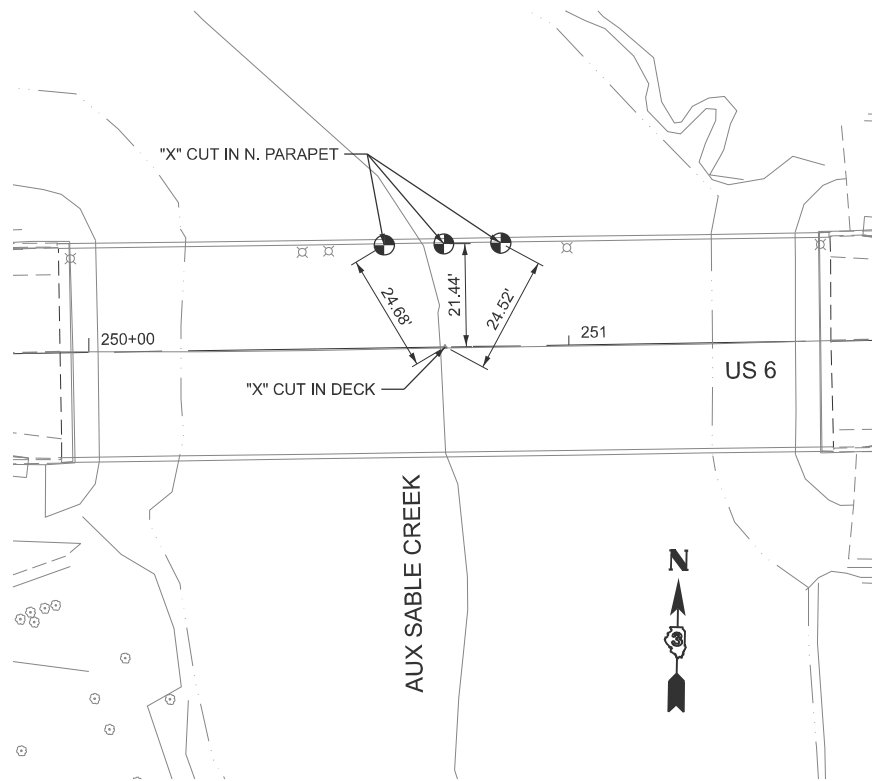 "X" CUT IN N. PARAPET
24.68'
21.44'
24.52'
250+00
251
"X" CUT IN DECK
US 6
AUX SABLE CREEK
N
3